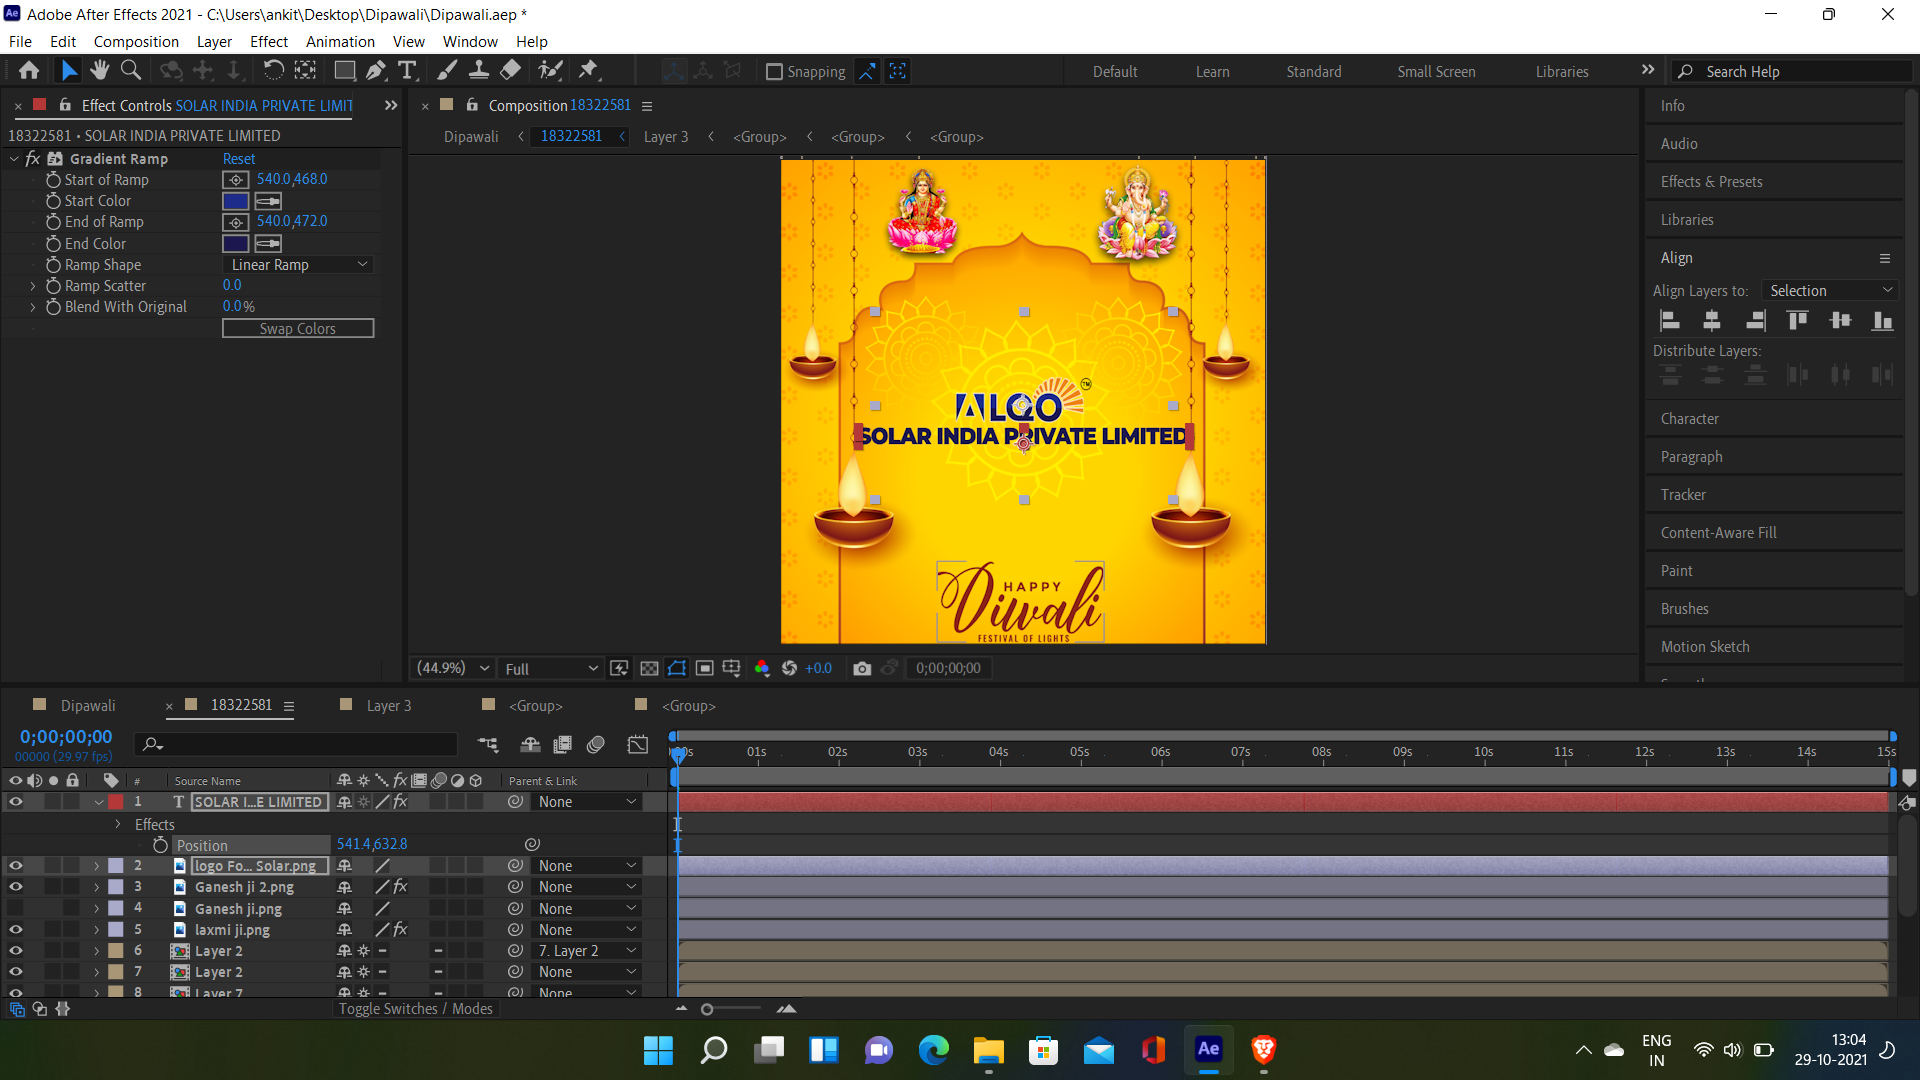 Adobe After Effects 2021 - C:\Users\ankit\Desktop\Dipawali\Dipawali.aep *
File Edit Composition Layer Effect Animation View Window Help
Snapping Default Learn Standard Small Screen Libraries Search Help
Effect Controls SOLAR INDIA PRIVATE LIMIT
18322581 • SOLAR INDIA PRIVATE LIMITED
fx Gradient Ramp Reset
Start of Ramp 540.0,468.0
Start Color
End of Ramp 540.0,472.0
End Color
Ramp Shape Linear Ramp
Ramp Scatter 0.0
Blend With Original 0.0%
Swap Colors
Composition 18322581
Dipawali 18322581 Layer 3 <Group> <Group> <Group>
ALQO TM
SOLAR INDIA PRIVATE LIMITED
HAPPY
Diwali
FESTIVAL OF LIGHTS
(44.9%) Full +0.0 0;00;00;00
Info
Audio
Effects & Presets
Libraries
Align
Align Layers to: Selection
Distribute Layers:
Character
Paragraph
Tracker
Content-Aware Fill
Paint
Brushes
Motion Sketch
Dipawali 18322581 Layer 3 <Group> <Group>
0;00;00;00
00000 (29.97 fps)
00s 01s 02s 03s 04s 05s 06s 07s 08s 09s 10s 11s 12s 13s 14s 15s
# Source Name fx Parent & Link
1 T SOLAR I...E LIMITED fx None
Effects
Position 541.4,632.8
2 logo Fo... Solar.png None
3 Ganesh ji 2.png fx None
4 Ganesh ji.png None
5 laxmi ji.png fx None
6 Layer 2 7. Layer 2
7 Layer 2 None
8 Layer 7 None
Toggle Switches / Modes
Ae
ENG
IN
13:04
29-10-2021